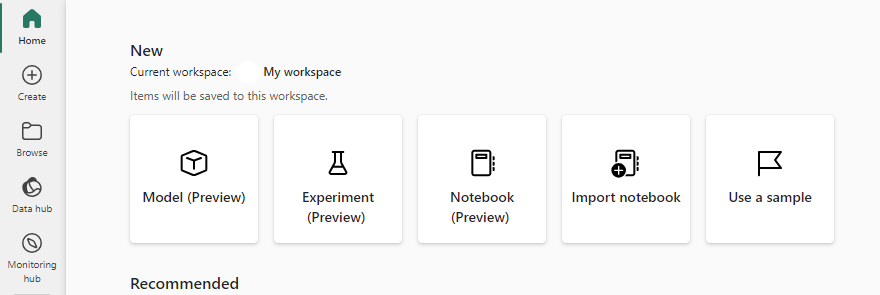 Home
Create
Browse
Data hub
Monitoring
hub
New
Current workspace: My workspace
Items will be saved to this workspace.
Model (Preview)
Experiment
(Preview)
Notebook
(Preview)
Import notebook
Use a sample
Recommended